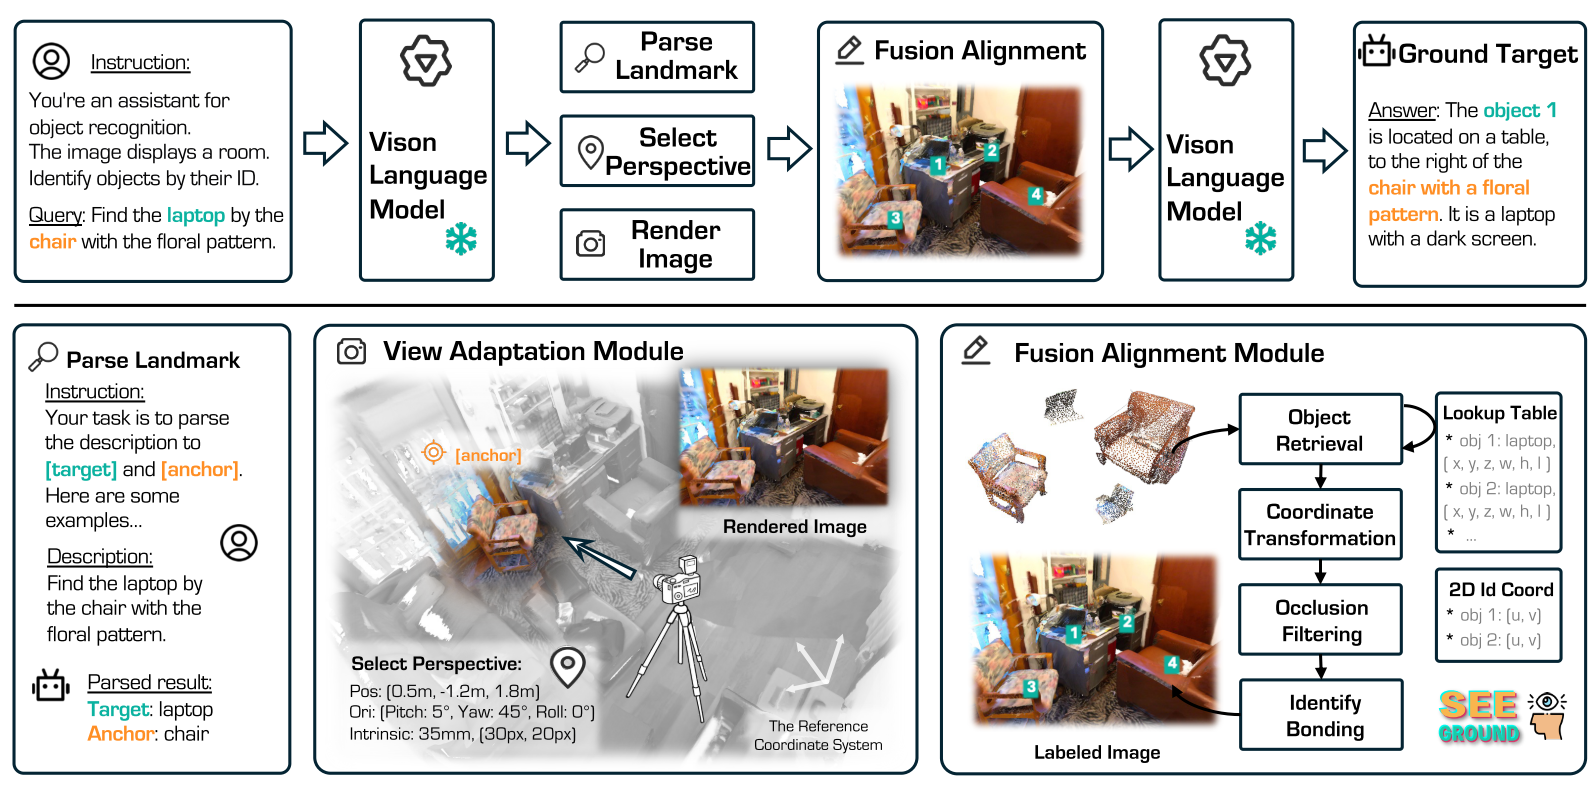 Instruction:
You're an assistant for
object recognition.
The image displays a room.
Identify objects by their ID.
Query: Find the laptop by the
chair with the floral pattern.
Vison
Language
Model
Parse
Landmark
Select
Perspective
Render
Image
Fusion Alignment
1
2
3
4
Vison
Language
Model
Ground Target
Answer: The object 1
is located on a table,
to the right of the
chair with a floral
pattern. It is a laptop
with a dark screen.
Parse Landmark
Instruction:
Your task is to parse
the description to
[target] and [anchor].
Here are some
examples...
Description:
Find the laptop by
the chair with the
floral pattern.
Parsed result:
Target: laptop
Anchor: chair
View Adaptation Module
[anchor]
Rendered Image
Select Perspective:
Pos: (0.5m, -1.2m, 1.8m)
Ori: (Pitch: 5°, Yaw: 45°, Roll: 0°)
Intrinsic: 35mm, (30px, 20px)
The Reference
Coordinate System
Fusion Alignment Module
Object
Retrieval
Coordinate
Transformation
Occlusion
Filtering
Identify
Bonding
Lookup Table
* obj 1: laptop,
( x, y, z, w, h, l )
* obj 2: laptop,
( x, y, z, w, h, l )
* ...
2D Id Coord
* obj 1: (u, v)
* obj 2: (u, v)
1
2
3
4
Labeled Image
SEE
GROUND